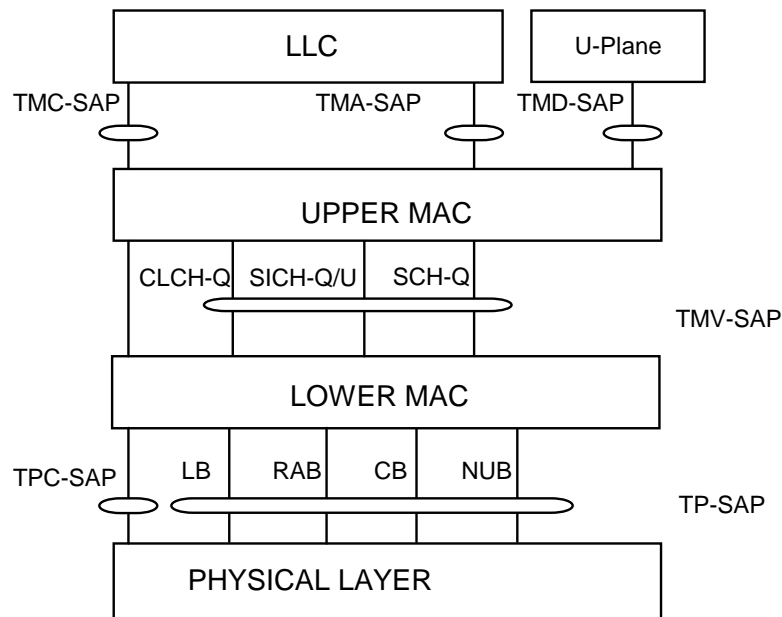 LLC
U-Plane
TMC-SAP
TMA-SAP
TMD-SAP
UPPER MAC
CLCH-Q
SICH-Q/U
SCH-Q
TMV-SAP
LOWER MAC
TPC-SAP
LB
RAB
CB
NUB
TP-SAP
PHYSICAL LAYER